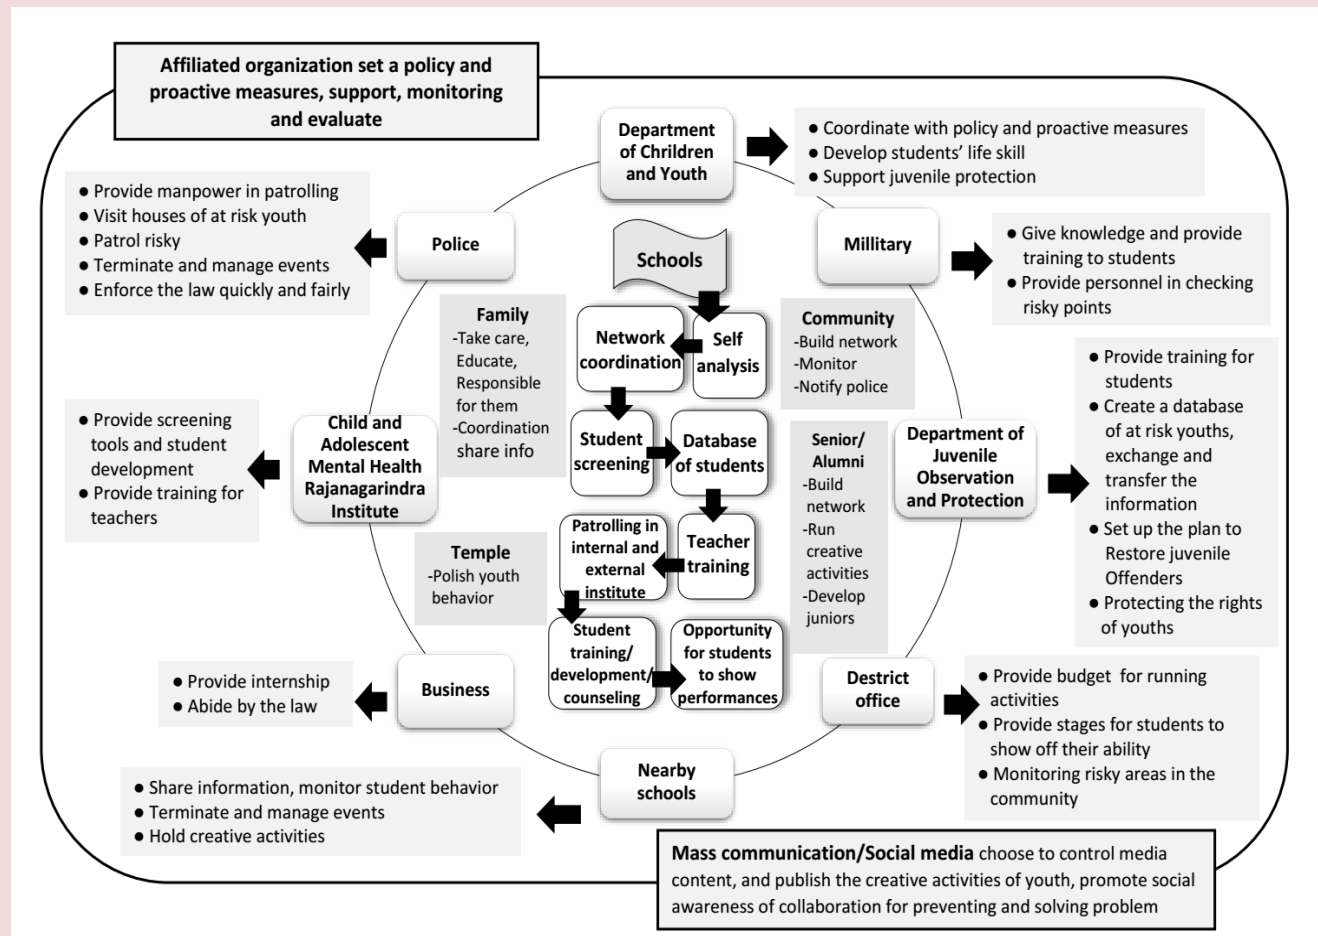 Affiliated organization set a policy and
proactive measures, support, monitoring
and evaluate
Department
of Chrildren
and Youth
● Coordinate with policy and proactive measures
● Develop students' life skill
● Support juvenile protection
● Provide manpower in patrolling
● Visit houses of at risk youth
● Patrol risky
● Terminate and manage events
● Enforce the law quickly and fairly
Police
Millitary
● Give knowledge and provide
training to students
● Provide personnel in checking
risky points
Schools
Family
-Take care,
Educate,
Responsible
for them
-Coordination
share info
Network
coordination
Self
analysis
Community
-Build network
-Monitor
-Notify police
● Provide screening
tools and student
development
● Provide training for
teachers
Child and
Adolescent
Mental Health
Rajanagarindra
Institute
Student
screening
Database
of students
Senior/
Alumni
-Build
network
-Run
creative
activities
-Develop
juniors
Department of
Juvenile
Observation
and Protection
● Provide training for
students
● Create a database
of at risk youths,
exchange and
transfer the
information
● Set up the plan to
Restore juvenile
Offenders
● Protecting the rights
of youths
Temple
-Polish youth
behavior
Patrolling in
internal and
external
institute
Teacher
training
Student
training/
development/
counseling
Opportunity
for students
to show
performances
● Provide internship
● Abide by the law
Business
Destrict
office
● Provide budget for running
activities
● Provide stages for students to
show off their ability
● Monitoring risky areas in the
community
Nearby
schools
● Share information, monitor student behavior
● Terminate and manage events
● Hold creative activities
Mass communication/Social media choose to control media
content, and publish the creative activities of youth, promote social
awareness of collaboration for preventing and solving problem